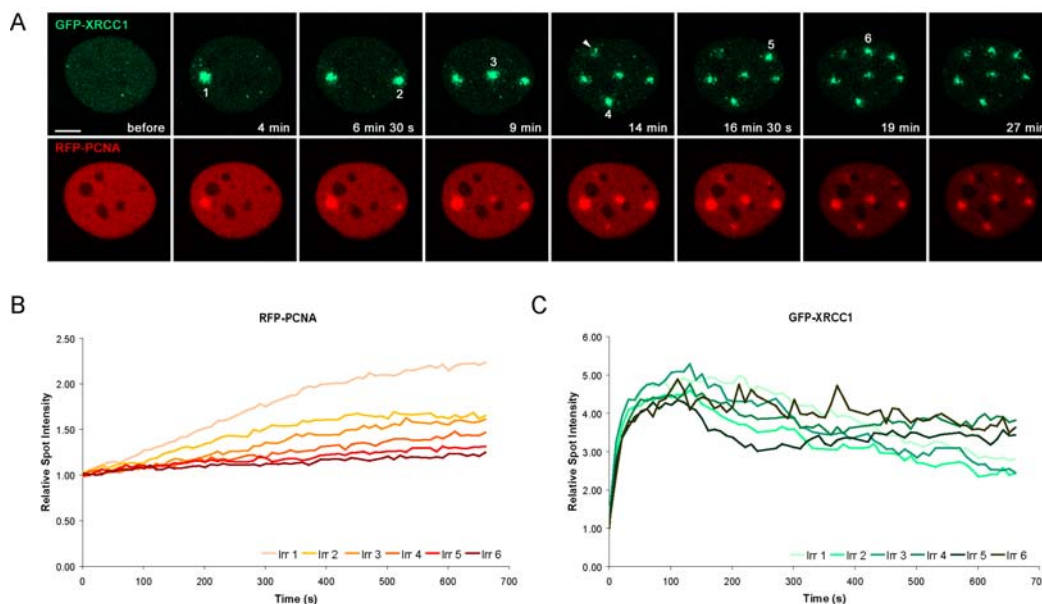 A
GFP-XRCC1
1
2
3
4
5
6
before
4 min
6 min 30 s
9 min
14 min
16 min 30 s
19 min
27 min
RFP-PCNA
B
RFP-PCNA
2.50
2.00
1.50
1.00
0.50
0.00
Relative Spot Intensity
Irr 1 Irr 2 Irr 3 Irr 4 Irr 5 Irr 6
0 100 200 300 400 500 600 700
Time (s)
C
GFP-XRCC1
6.00
5.00
4.00
3.00
2.00
1.00
Relative Spot Intensity
Irr 1 Irr 2 Irr 3 Irr 4 Irr 5 Irr 6
0 100 200 300 400 500 600 70
Time (s)